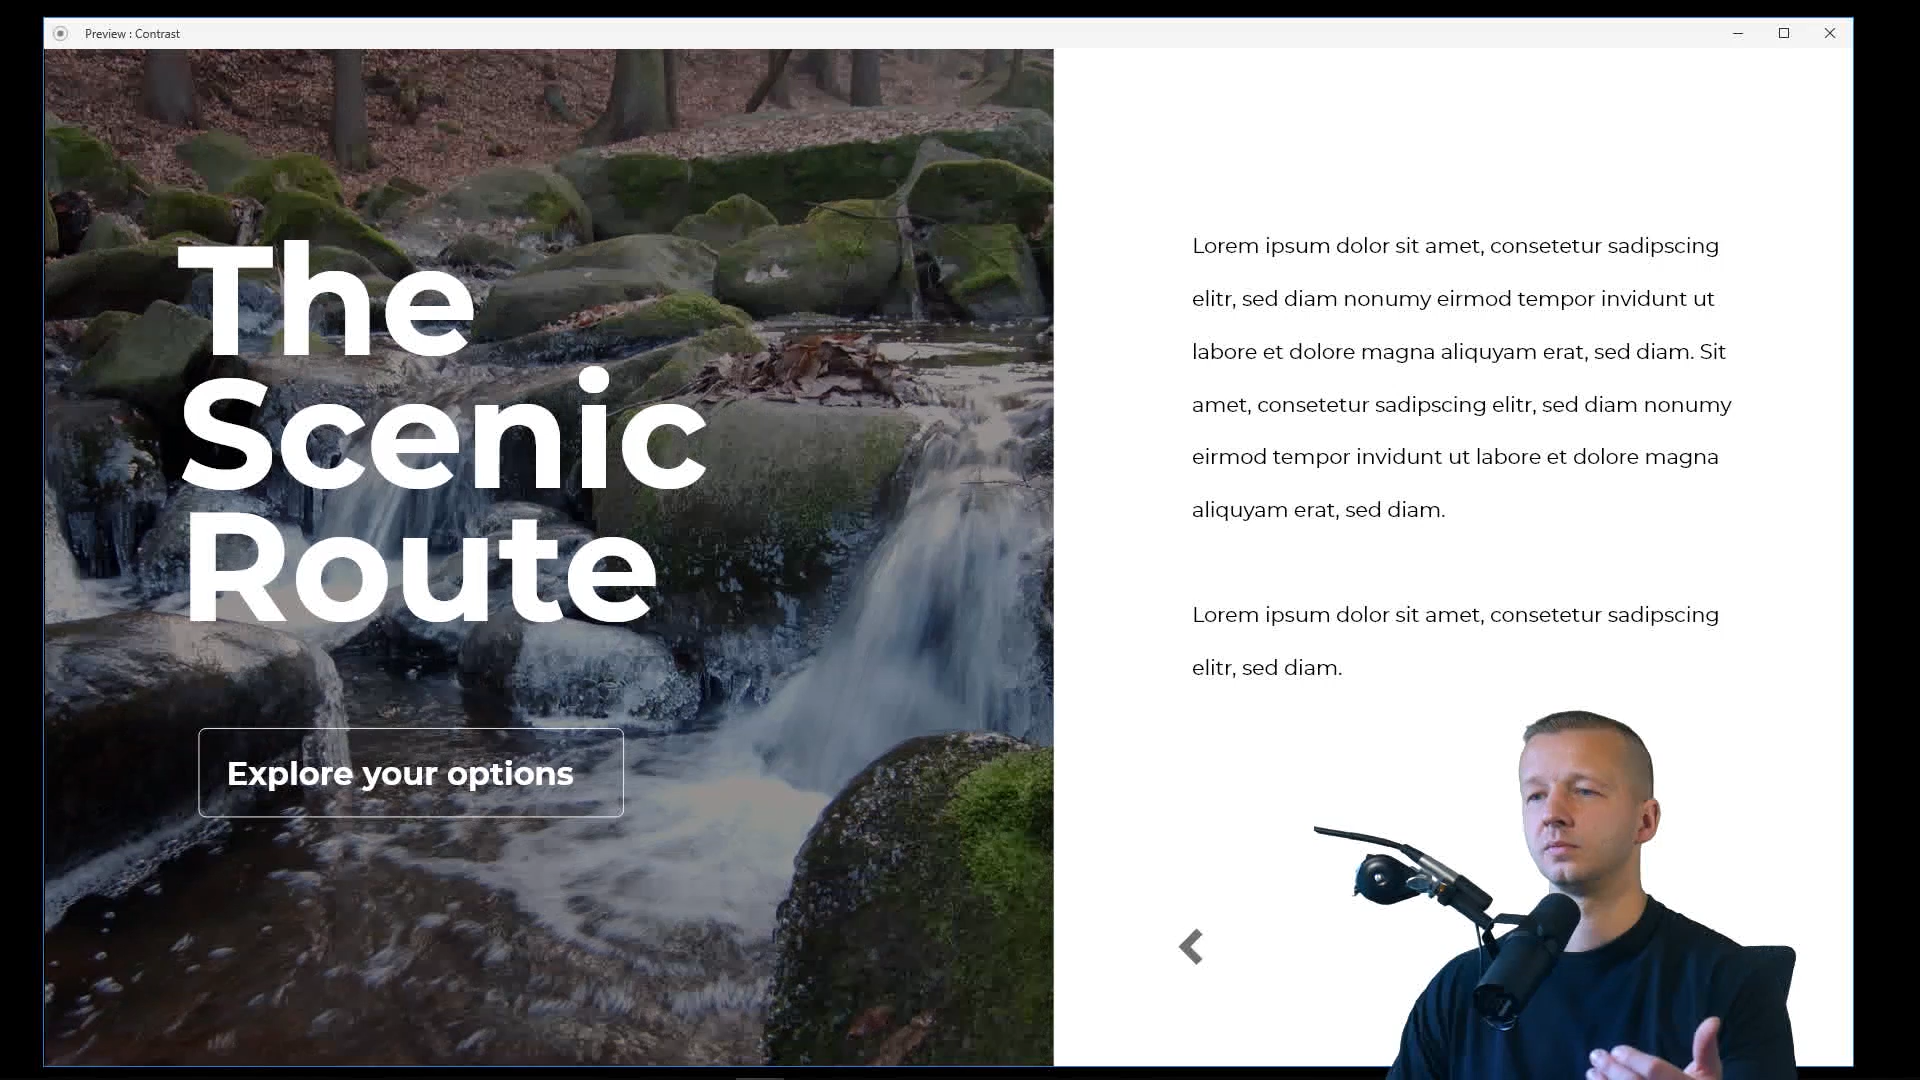 Preview : Contrast
The
Scenic
Route
Explore your options
Lorem ipsum dolor sit amet, consetetur sadipscing
elitr, sed diam nonumy eirmod tempor invidunt ut
labore et dolore magna aliquyam erat, sed diam. Sit
amet, consetetur sadipscing elitr, sed diam nonumy
eirmod tempor invidunt ut labore et dolore magna
aliquyam erat, sed diam.
Lorem ipsum dolor sit amet, consetetur sadipscing
elitr, sed diam.